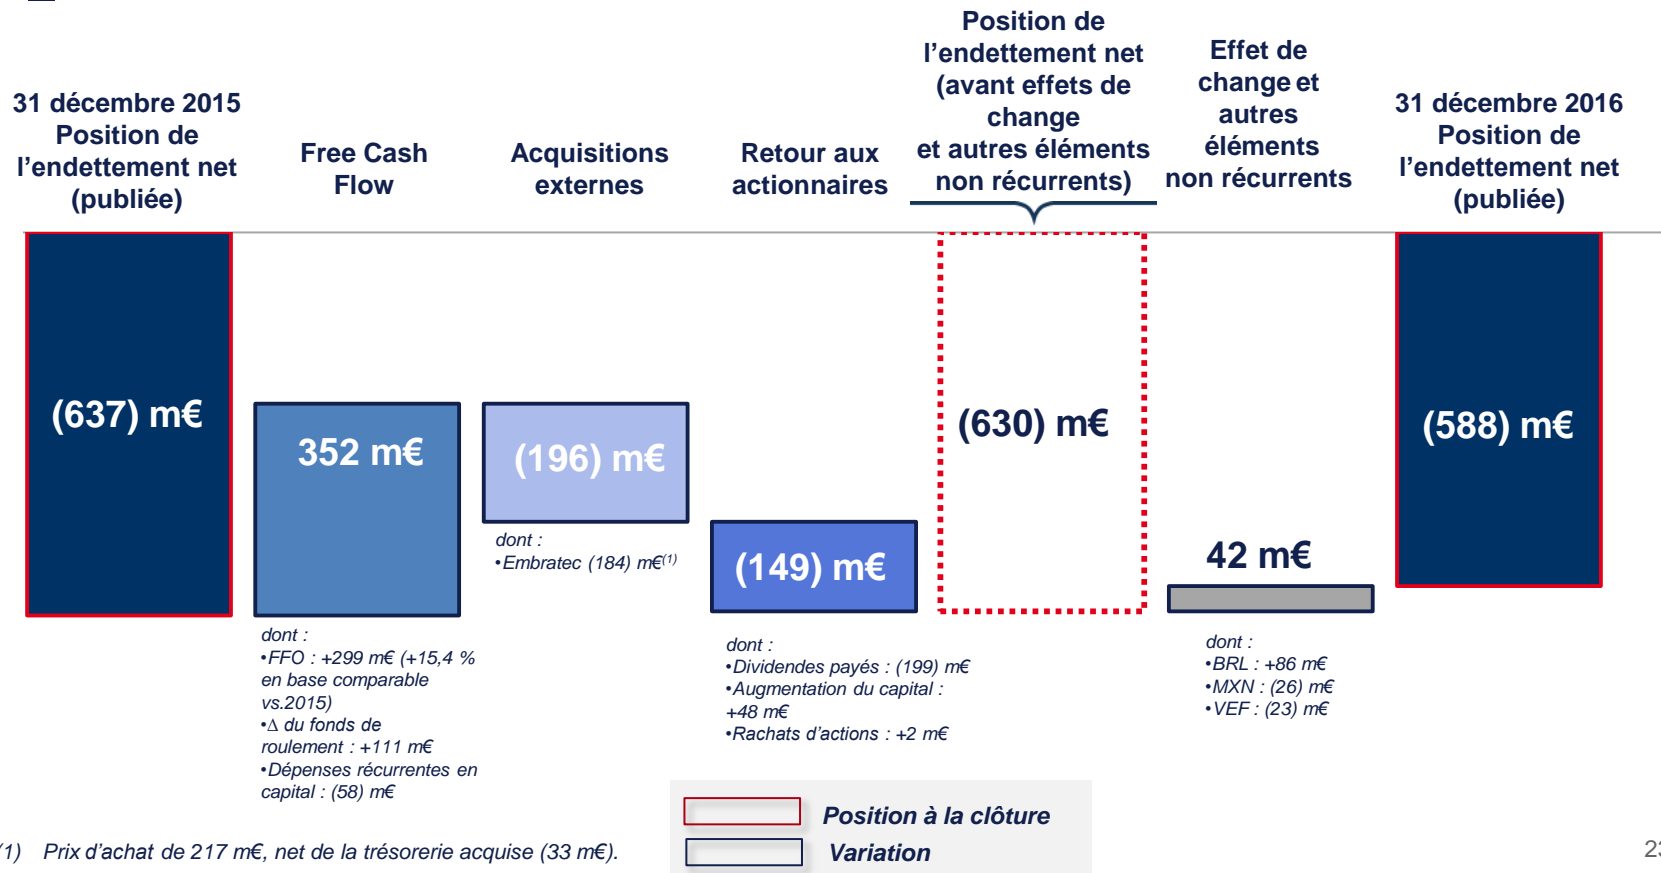 31 décembre 2015
Position de
l’endettement net
(publiée)
Free Cash
Flow
Acquisitions
externes
Retour aux
actionnaires
Position de
l’endettement net
(avant effets de
change
et autres éléments
non récurrents)
Effet de
change et
autres
éléments
non récurrents
31 décembre 2016
Position de
l’endettement net
(publiée)
(637) m€
352 m€
(196) m€
(149) m€
(630) m€
42 m€
(588) m€
dont :
•FFO : +299 m€ (+15,4 %
en base comparable
vs.2015)
•∆ du fonds de
roulement : +111 m€
•Dépenses récurrentes en
capital : (58) m€
dont :
•Embratec (184) m€(1)
dont :
•Dividendes payés : (199) m€
•Augmentation du capital :
+48 m€
•Rachats d’actions : +2 m€
dont :
•BRL : +86 m€
•MXN : (26) m€
•VEF : (23) m€
Position à la clôture
Variation
(1) Prix d’achat de 217 m€, net de la trésorerie acquise (33 m€).
23